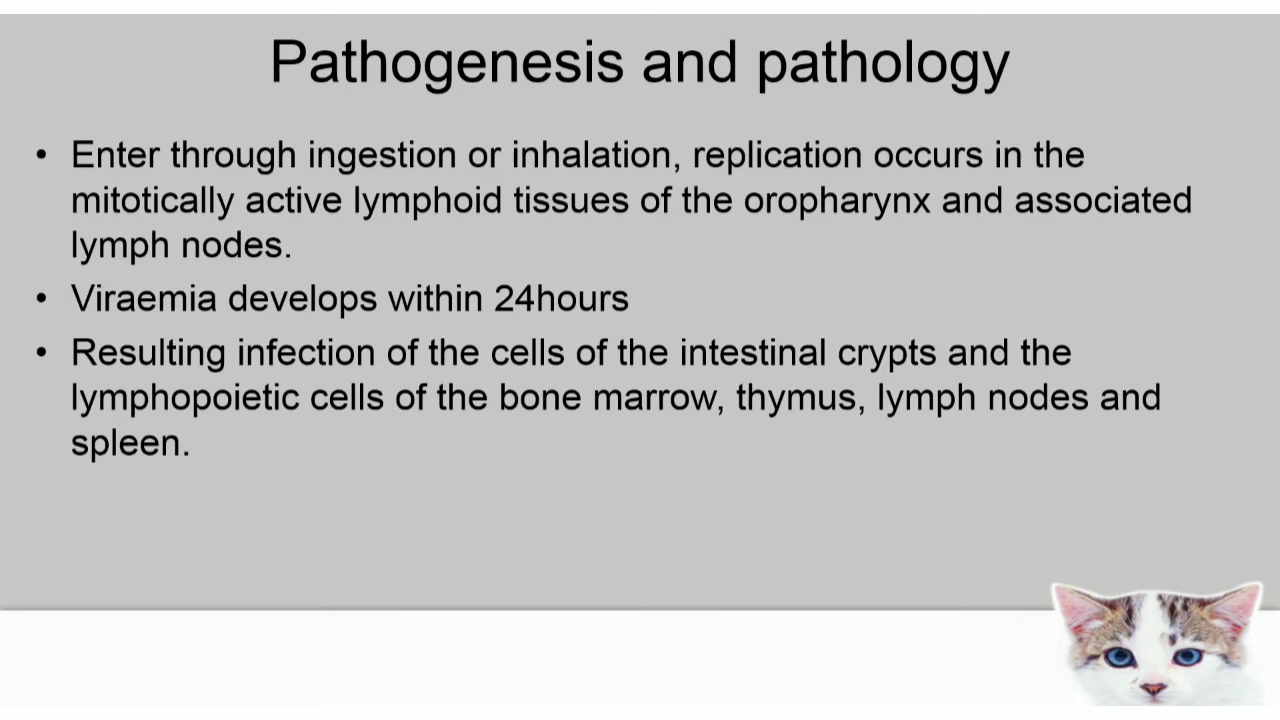 Pathogenesis and pathology
• Enter through ingestion or inhalation, replication occurs in the
mitotically active lymphoid tissues of the oropharynx and associated
lymph nodes.
• Viraemia develops within 24hours
• Resulting infection of the cells of the intestinal crypts and the
lymphopoietic cells of the bone marrow, thymus, lymph nodes and
spleen.